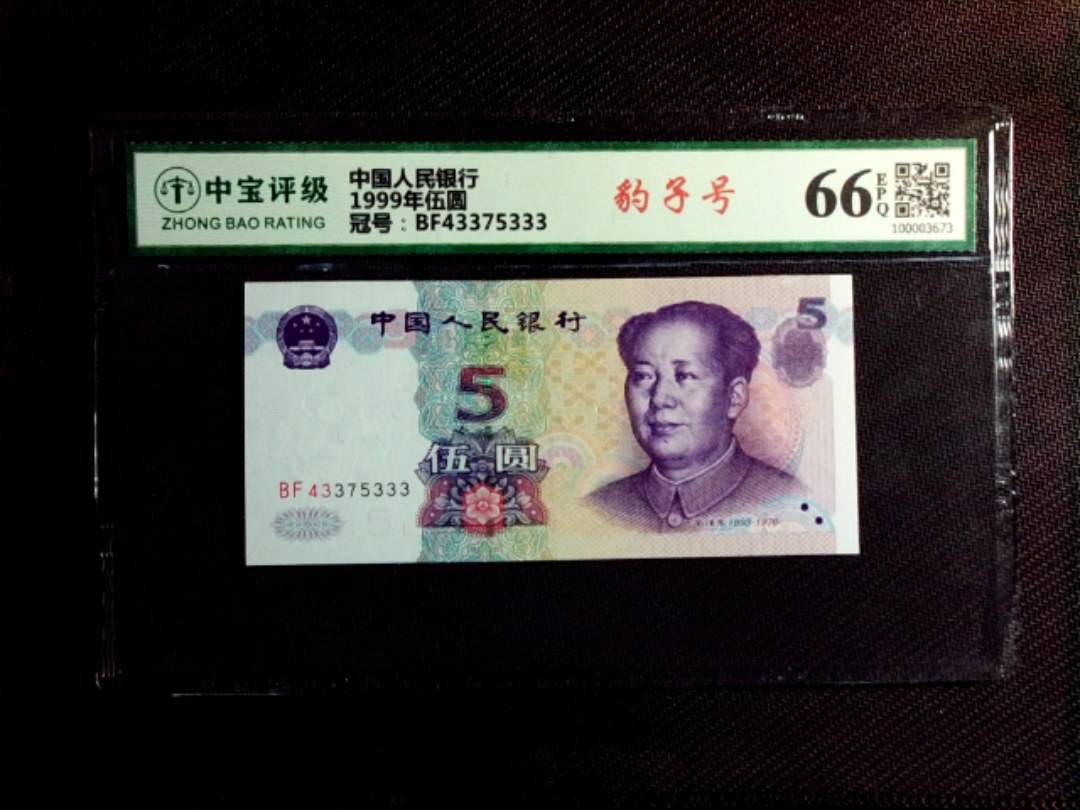 中宝评级
ZHONG BAO RATING
中国人民银行
1999年伍圆
冠号：BF43375333
豹子号
66
EPQ
100003673
中国人民银行
5
5
伍圆
BF43375333
1893-1976